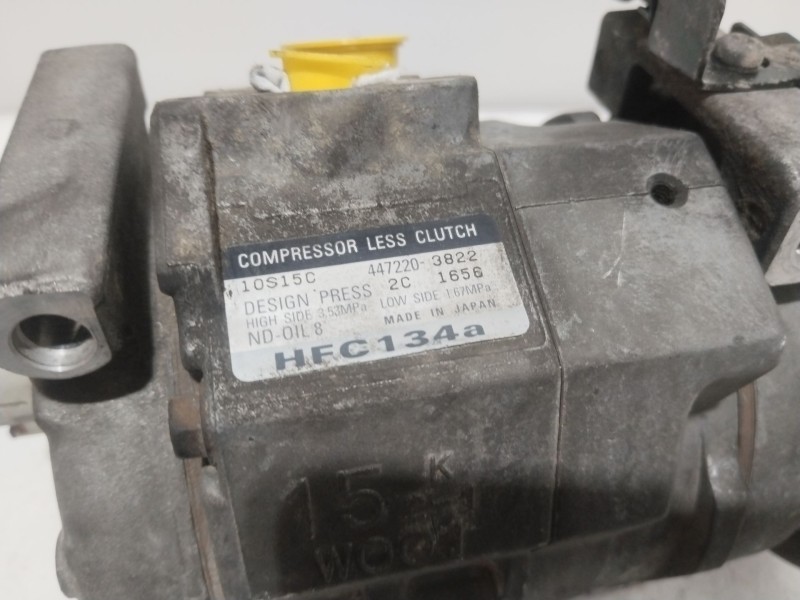 COMPRESSOR LESS CLUTCH
10S15C 447220-3822
DESIGN PRESS 2C 1656
HIGH SIDE 3.53MPa LOW SIDE 1.67MPa
ND-OIL 8 MADE IN JAPAN
HFC134a
15 K